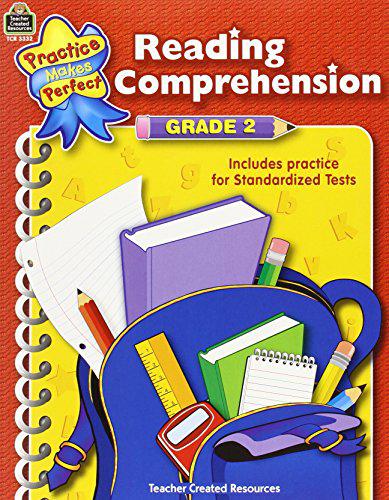 Teacher Created
Resources
TCR 3332
Practice
Makes
Perfect
Reading
Comprehension
GRADE 2
Includes practice
for Standardized Tests
Teacher Created Resources